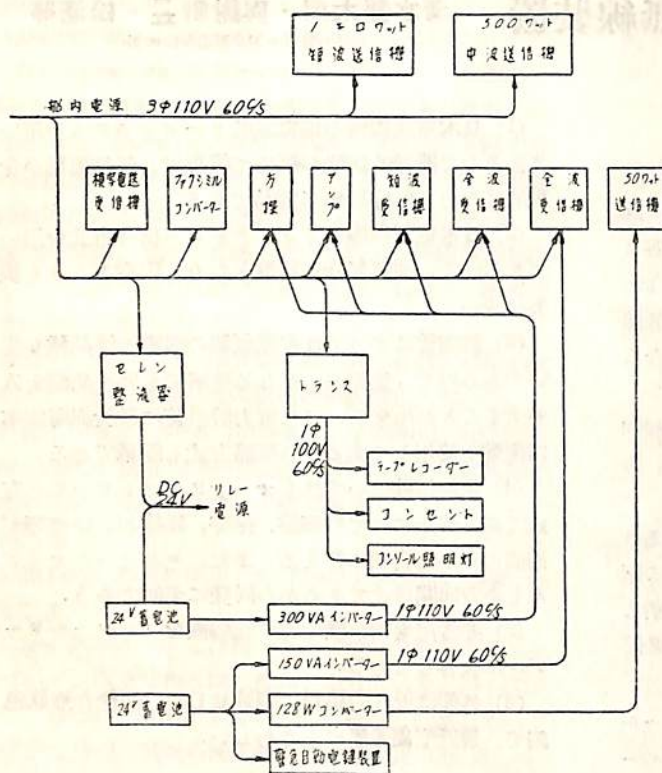 1キロワット
短波送信機
500ワット
中波送信機
船内電源 3Φ110V 60c/s
模写電送
受信機
ファクシミル
コンバーター
方探
アンプ
短波
受信機
全波
受信機
全波
受信機
50ワット
送信機
セレン
整流器
トランス
1Φ
100V
60c/s
DC
24V
リレー
電源
テープレコーダー
コンセント
コンソール照明灯
24V蓄電池
300VAインバーター
1Φ110V 60c/s
150VAインバーター
1Φ110V 60c/s
24V蓄電池
128Wコンバーター
警急自動電鍵装置